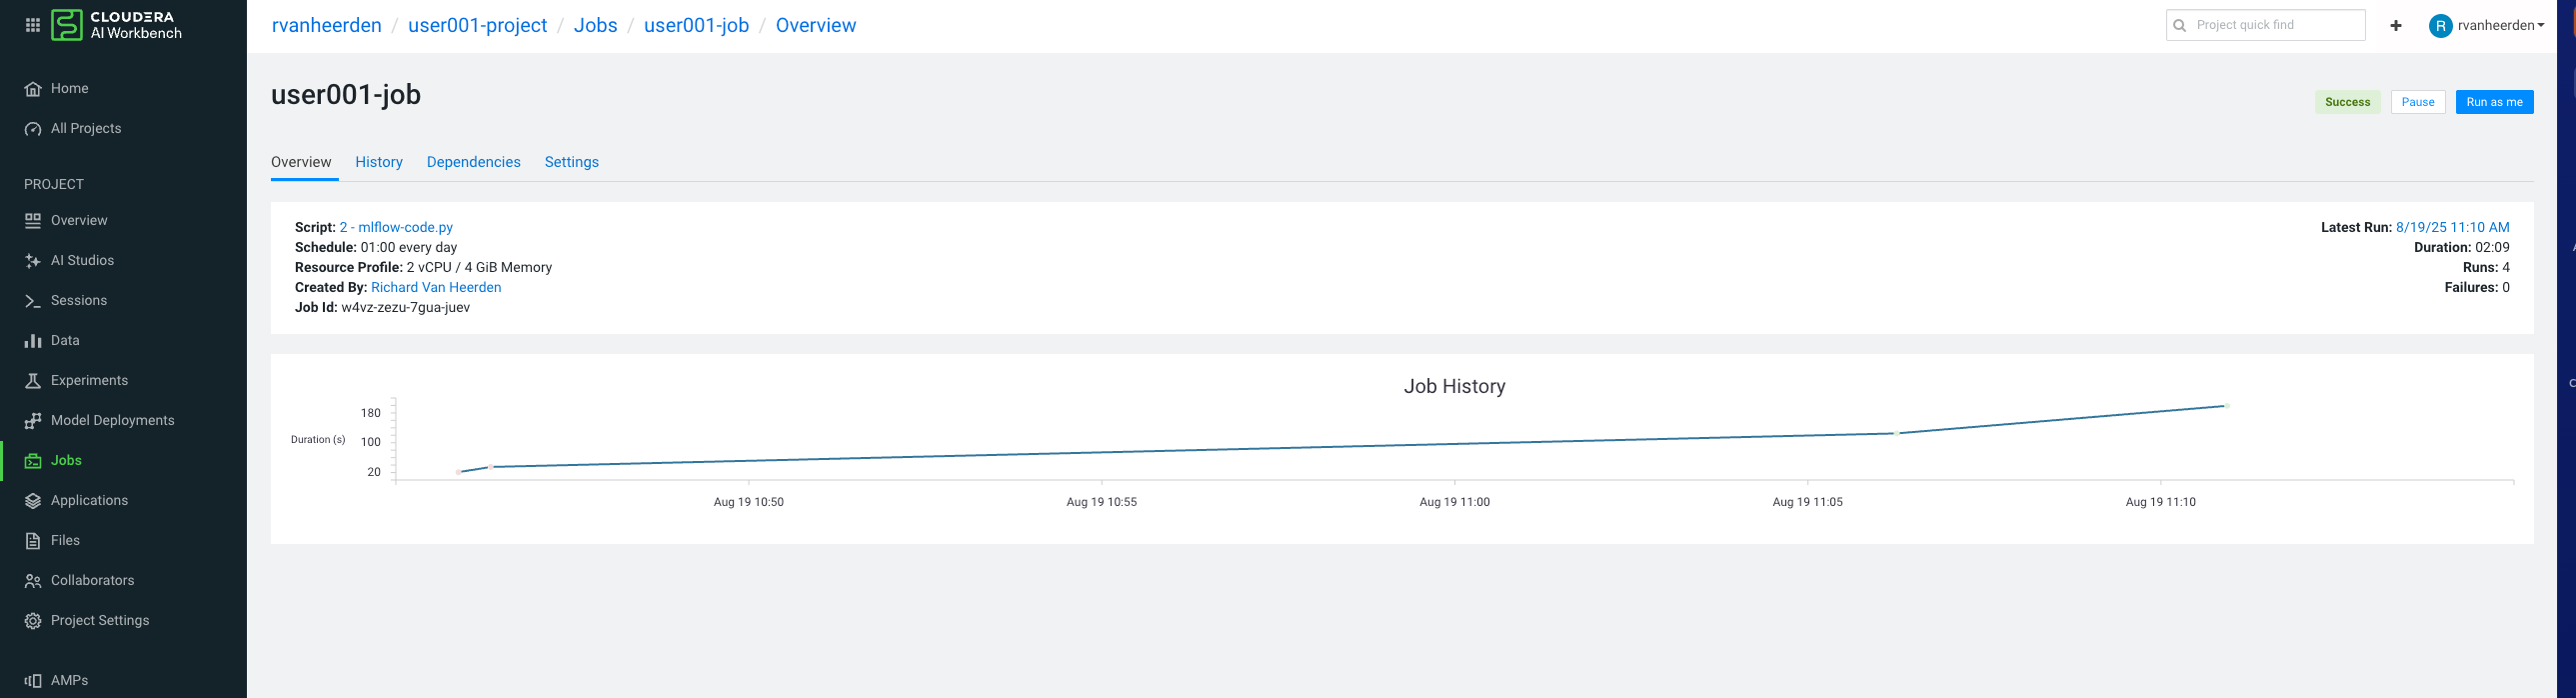 CLOUDERA
AI Workbench
rvanheerden / user001-project / Jobs / user001-job / Overview
Project quick find
+
R rvanheerden
Home
All Projects
PROJECT
Overview
AI Studios
Sessions
Data
Experiments
Model Deployments
Jobs
Applications
Files
Collaborators
Project Settings
AMPs
user001-job
Success
Pause
Run as me
Overview
History
Dependencies
Settings
Script: 2 - mlflow-code.py
Schedule: 01:00 every day
Resource Profile: 2 vCPU / 4 GiB Memory
Created By: Richard Van Heerden
Job Id: w4vz-zezu-7gua-juev
Latest Run: 8/19/25 11:10 AM
Duration: 02:09
Runs: 4
Failures: 0
Job History
Duration (s)
180
100
20
Aug 19 10:50
Aug 19 10:55
Aug 19 11:00
Aug 19 11:05
Aug 19 11:10